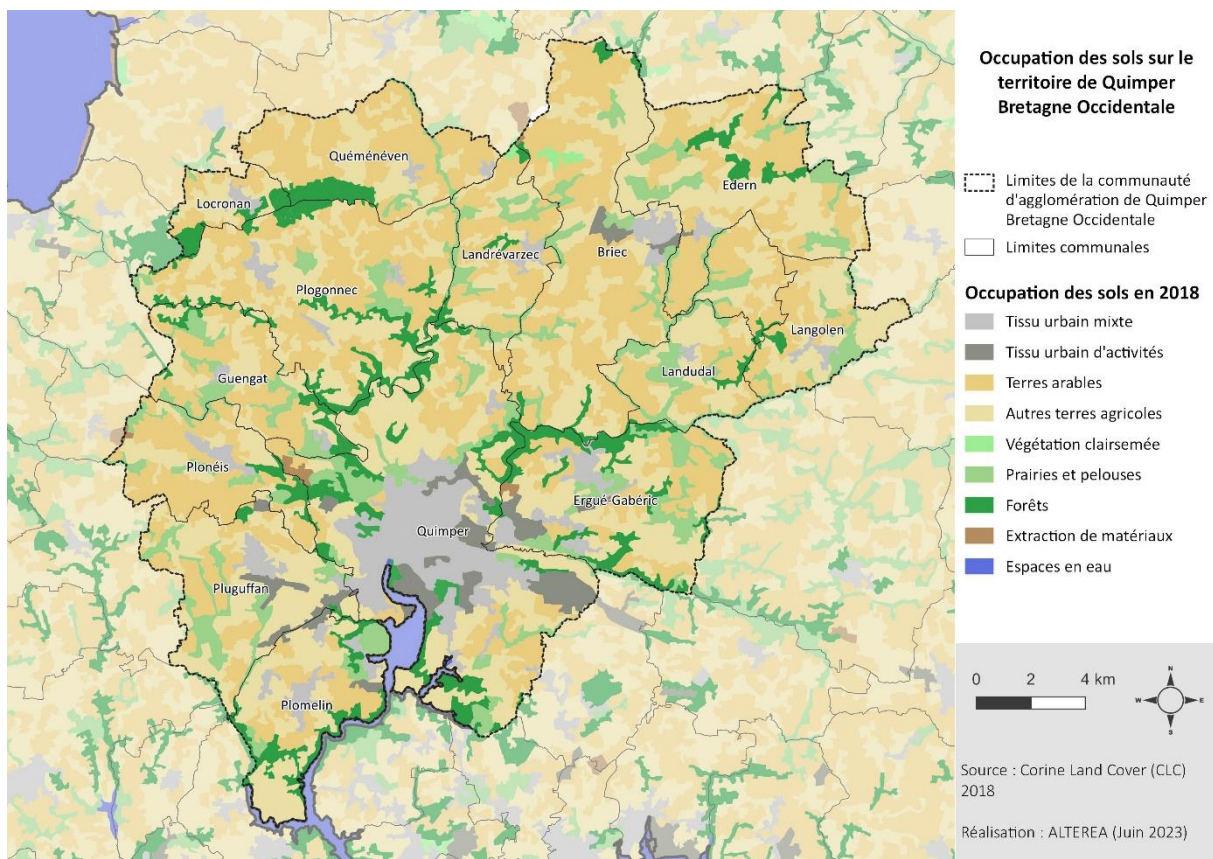 Occupation des sols sur le
territoire de Quimper
Bretagne Occidentale
Limites de la communauté
d'agglomération de Quimper
Bretagne Occidentale
Limites communales
Occupation des sols en 2018
Tissu urbain mixte
Tissu urbain d'activités
Terres arables
Autres terres agricoles
Végétation clairsemée
Prairies et pelouses
Forêts
Extraction de matériaux
Espaces en eau
0 2 4 km
N
W E
S
Source : Corine Land Cover (CLC)
2018
Réalisation : ALTEREA (Juin 2023)
Quéménéven
Locronan
Edern
Landrévarzec
Briec
Plogonnec
Langolen
Guengat
Landudal
Plonéis
Ergué Gabéric
Quimper
Pluguffan
Plomelin